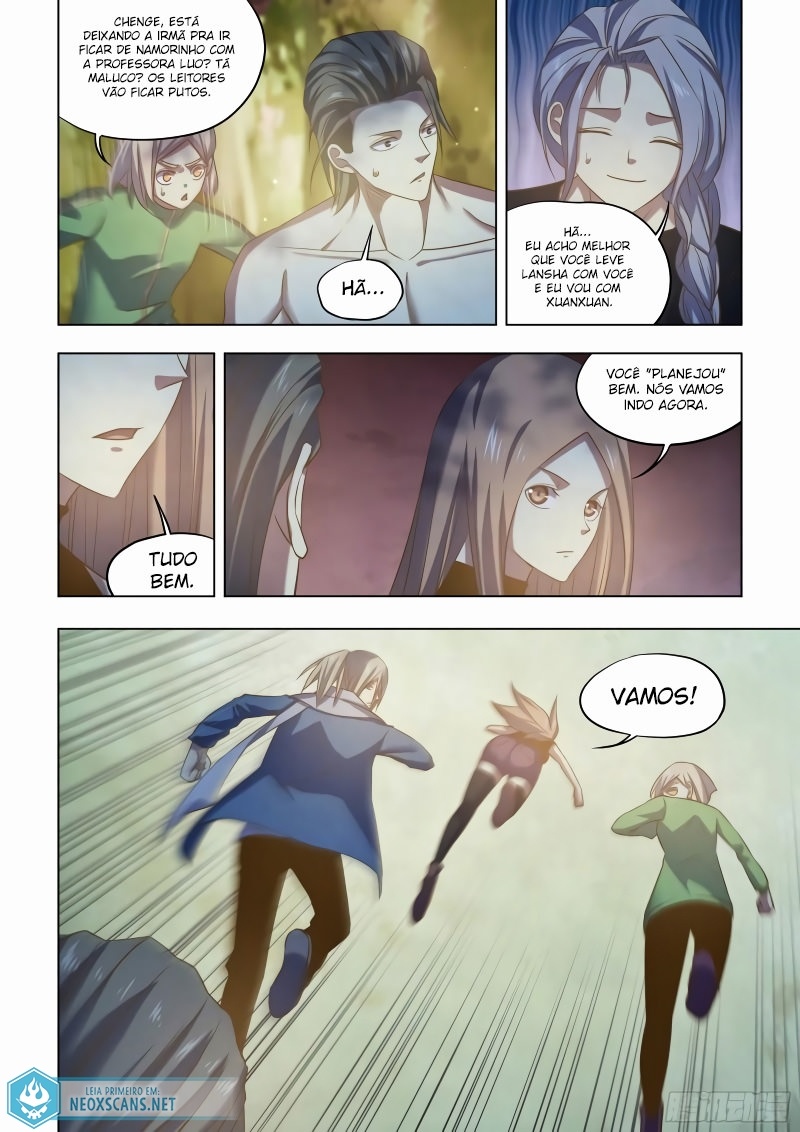 CHENGE, ESTÁ
DEIXANDO A IRMÃ PRA IR
FICAR DE NAMORINHO COM
A PROFESSORA LUO? TÁ
MALUCO? OS LEITORES
VÃO FICAR PUTOS.
HÃ...
HÃ...
EU ACHO MELHOR
QUE VOCÊ LEVE
LANSHA COM VOCÊ
E EU VOU COM
XUANXUAN.
TUDO
BEM.
VOCÊ "PLANEJOU"
BEM. NÓS VAMOS
INDO AGORA.
VAMOS!
LEIA PRIMEIRO EM:
NEOXSCANS.NET